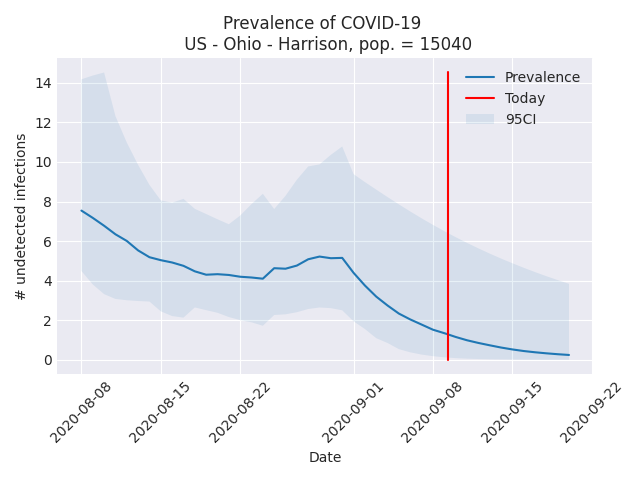 Prevalence of COVID-19
US - Ohio - Harrison, pop. = 15040
Prevalence
Today
95CI
# undetected infections
14
12
10
8
6
4
2
0
2020-08-08
2020-08-15
2020-08-22
2020-09-01
2020-09-08
2020-09-15
2020-09-22
Date